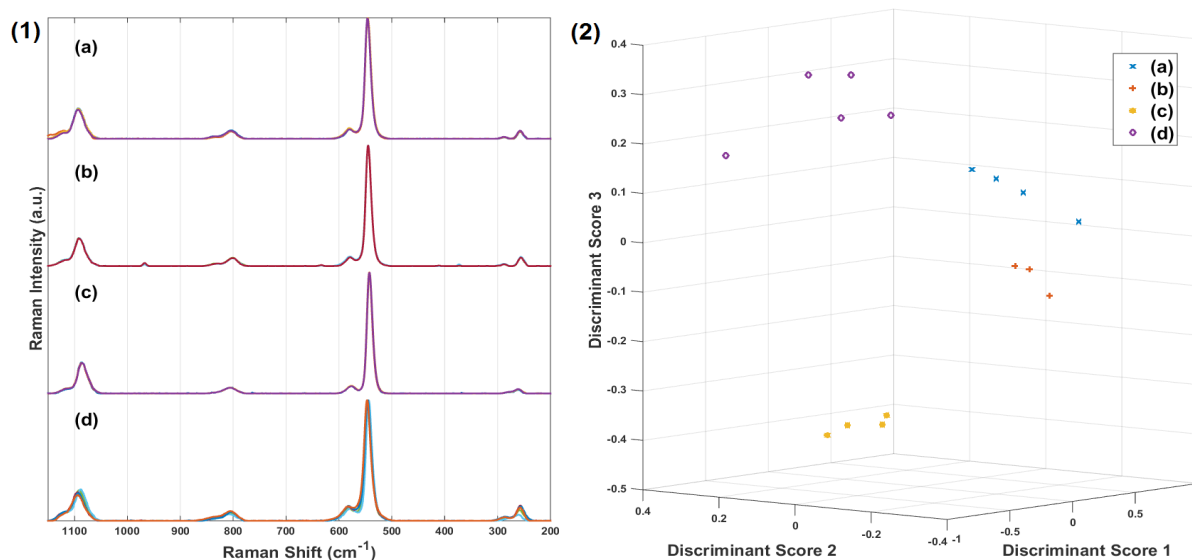 (1)
(a)
(b)
(c)
(d)
Raman Intensity (a.u.)
1100 1000 900 800 700 600 500 400 300 200
Raman Shift (cm⁻¹)
(2)
0.4
0.3
0.2
0.1
0
-0.1
-0.2
-0.3
-0.4
-0.5
Discriminant Score 3
0.4 0.2 0 -0.2 -0.4
Discriminant Score 2
-1 -0.5 0 0.5
Discriminant Score 1
(a)
(b)
(c)
(d)